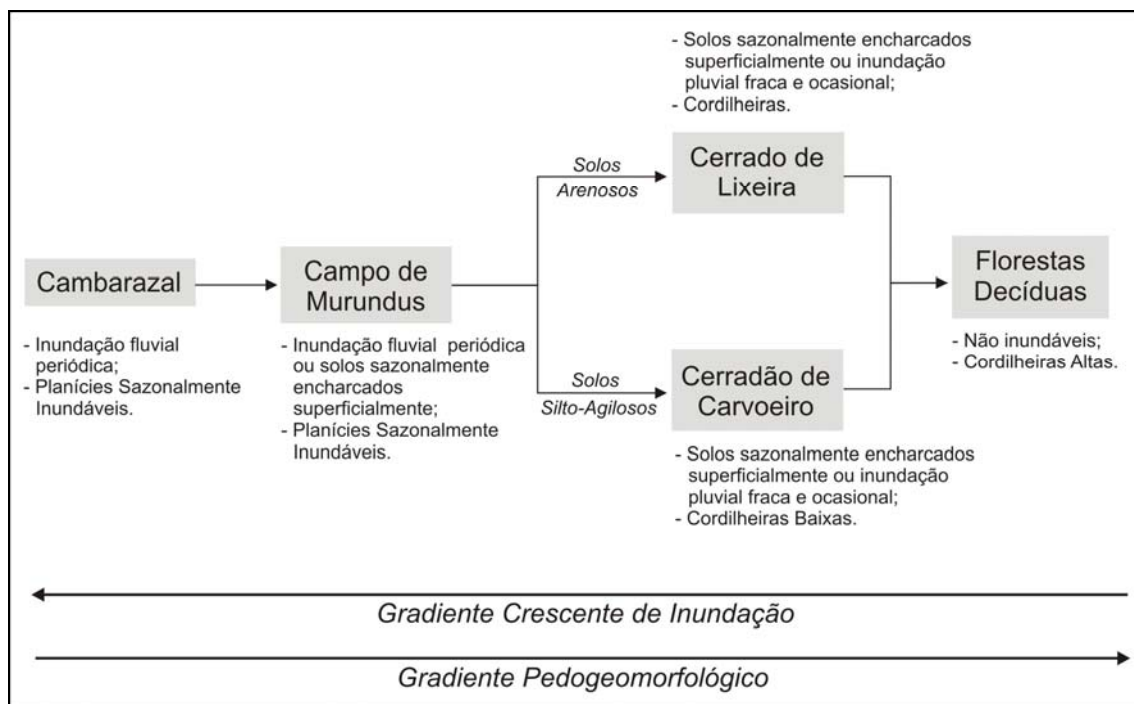 - Solos sazonalmente encharcados
superficialmente ou inundação
pluvial fraca e ocasional;
- Cordilheiras.
Solos
Arenosos
Cerrado de
Lixeira
Cambarazal
- Inundação fluvial
periódica;
- Planícies Sazonalmente
Inundáveis.
Campo de
Murundus
- Inundação fluvial periódica
ou solos sazonalmente
encharcados
superficialmente;
- Planícies Sazonalmente
Inundáveis.
Florestas
Decíduas
- Não inundáveis;
- Cordilheiras Altas.
Solos
Silto-Agilosos
Cerradão de
Carvoeiro
- Solos sazonalmente encharcados
superficialmente ou inundação
pluvial fraca e ocasional;
- Cordilheiras Baixas.
Gradiente Crescente de Inundação
Gradiente Pedogeomorfológico